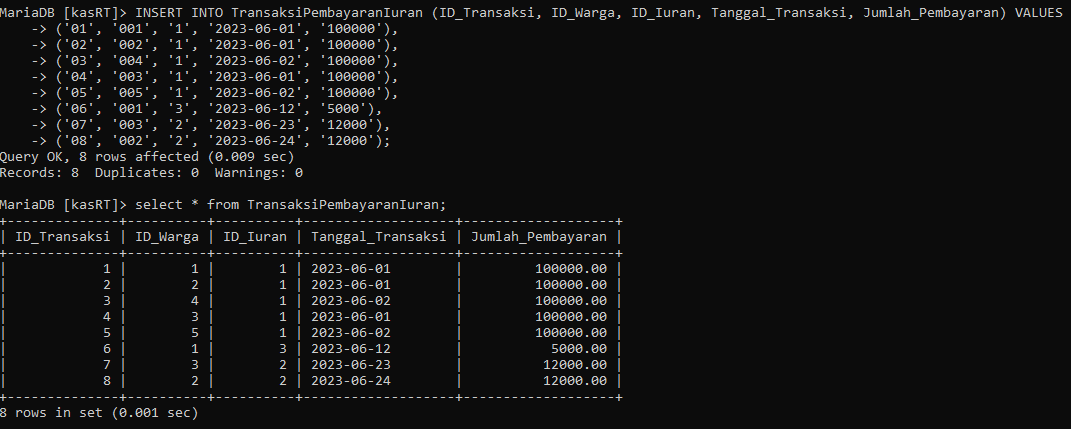 MariaDB [kasRT]> INSERT INTO TransaksiPembayaranIuran (ID_Transaksi, ID_Warga, ID_Iuran, Tanggal_Transaksi, Jumlah_Pembayaran) VALUES
    -> ('01', '001', '1', '2023-06-01', '100000'),
    -> ('02', '002', '1', '2023-06-01', '100000'),
    -> ('03', '004', '1', '2023-06-02', '100000'),
    -> ('04', '003', '1', '2023-06-01', '100000'),
    -> ('05', '005', '1', '2023-06-02', '100000'),
    -> ('06', '001', '3', '2023-06-12', '5000'),
    -> ('07', '003', '2', '2023-06-23', '12000'),
    -> ('08', '002', '2', '2023-06-24', '12000');
Query OK, 8 rows affected (0.009 sec)
Records: 8  Duplicates: 0  Warnings: 0

MariaDB [kasRT]> select * from TransaksiPembayaranIuran;
+--------------+----------+----------+-------------------+-------------------+
| ID_Transaksi | ID_Warga | ID_Iuran | Tanggal_Transaksi | Jumlah_Pembayaran |
+--------------+----------+----------+-------------------+-------------------+
|            1 |        1 |        1 | 2023-06-01        |         100000.00 |
|            2 |        2 |        1 | 2023-06-01        |         100000.00 |
|            3 |        4 |        1 | 2023-06-02        |         100000.00 |
|            4 |        3 |        1 | 2023-06-01        |         100000.00 |
|            5 |        5 |        1 | 2023-06-02        |         100000.00 |
|            6 |        1 |        3 | 2023-06-12        |           5000.00 |
|            7 |        3 |        2 | 2023-06-23        |          12000.00 |
|            8 |        2 |        2 | 2023-06-24        |          12000.00 |
+--------------+----------+----------+-------------------+-------------------+
8 rows in set (0.001 sec)